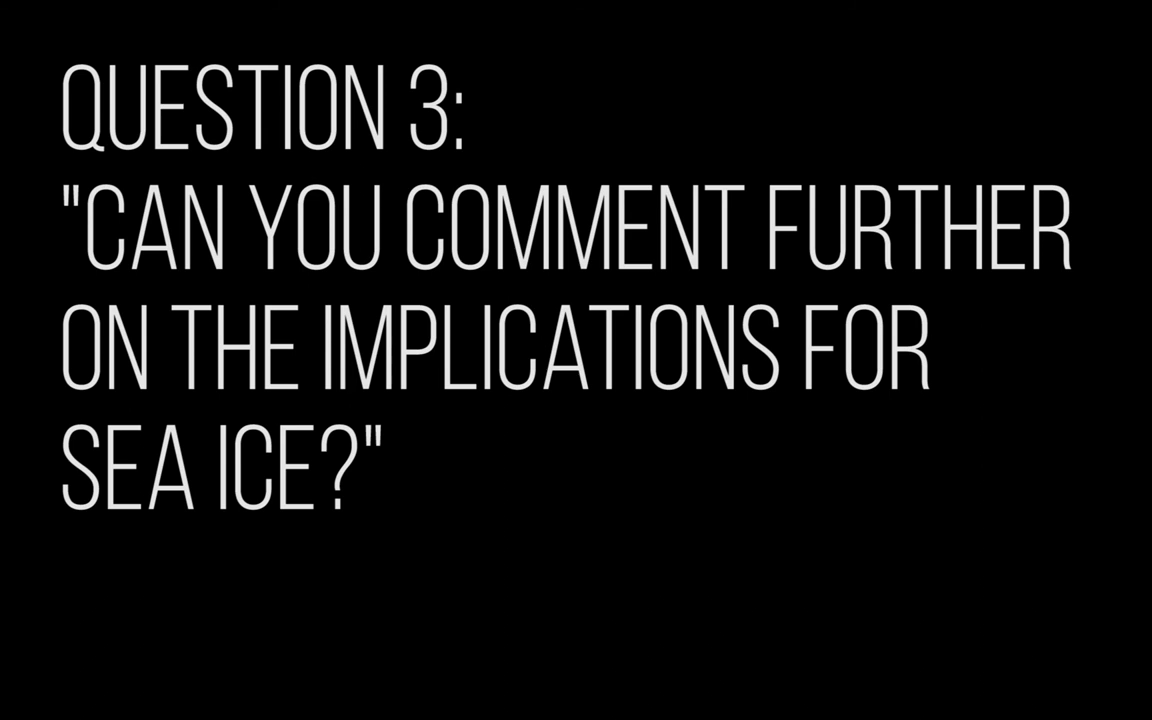 QUESTION 3:
"CAN YOU COMMENT FURTHER
ON THE IMPLICATIONS FOR
SEA ICE?"